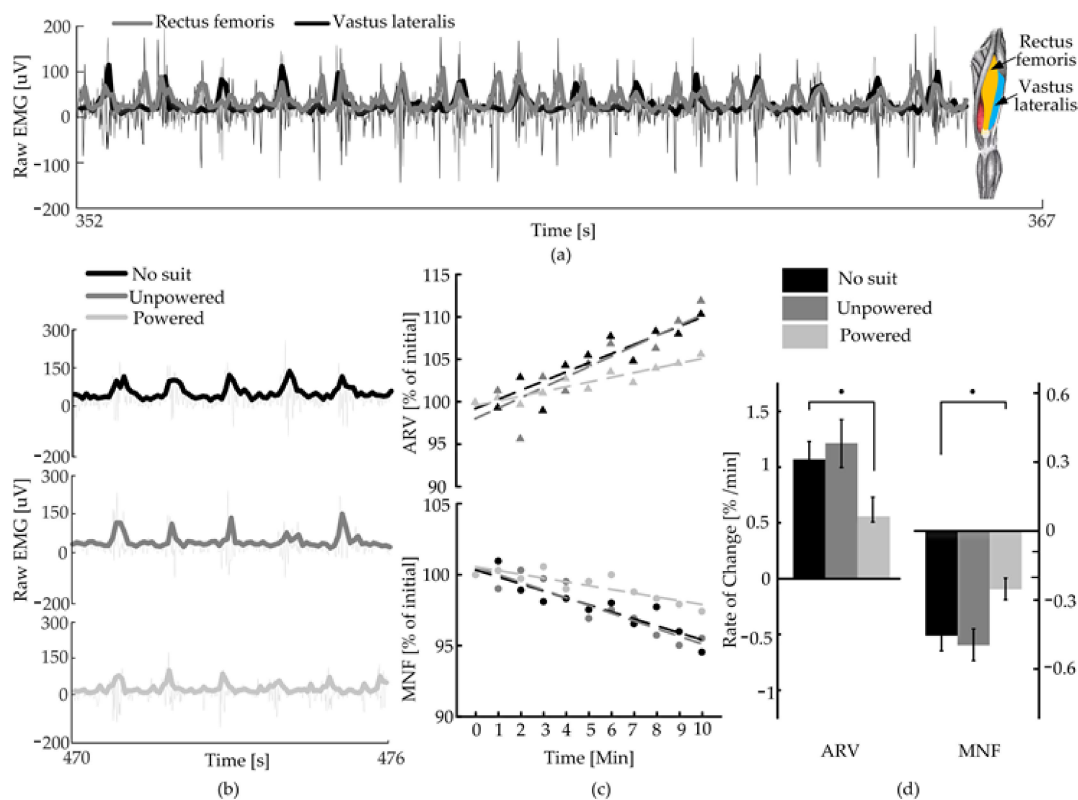 Rectus femoris
Vastus lateralis
200
100
0
−100
−200
Raw EMG [uV]
352
367
Time [s]
Rectus
femoris
Vastus
lateralis
(a)
No suit
Unpowered
Powered
300
150
0
−200
300
150
0
−200
300
150
0
−200
Raw EMG [uV]
470
476
Time [s]
(b)
115
110
105
100
95
90
ARV [% of initial]
105
100
95
90
MNF [% of initial]
0 1 2 3 4 5 6 7 8 9 10
Time [Min]
(c)
No suit
Unpowered
Powered
1.5
1
0.5
0
−0.5
−1
Rate of Change [% /min]
0.6
0.3
0
−0.3
−0.6
ARV
MNF
(d)